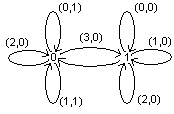 (0,1) (0,0)
(2,0) (3,0) (1,0)
0 1
(1,1) (2,0)